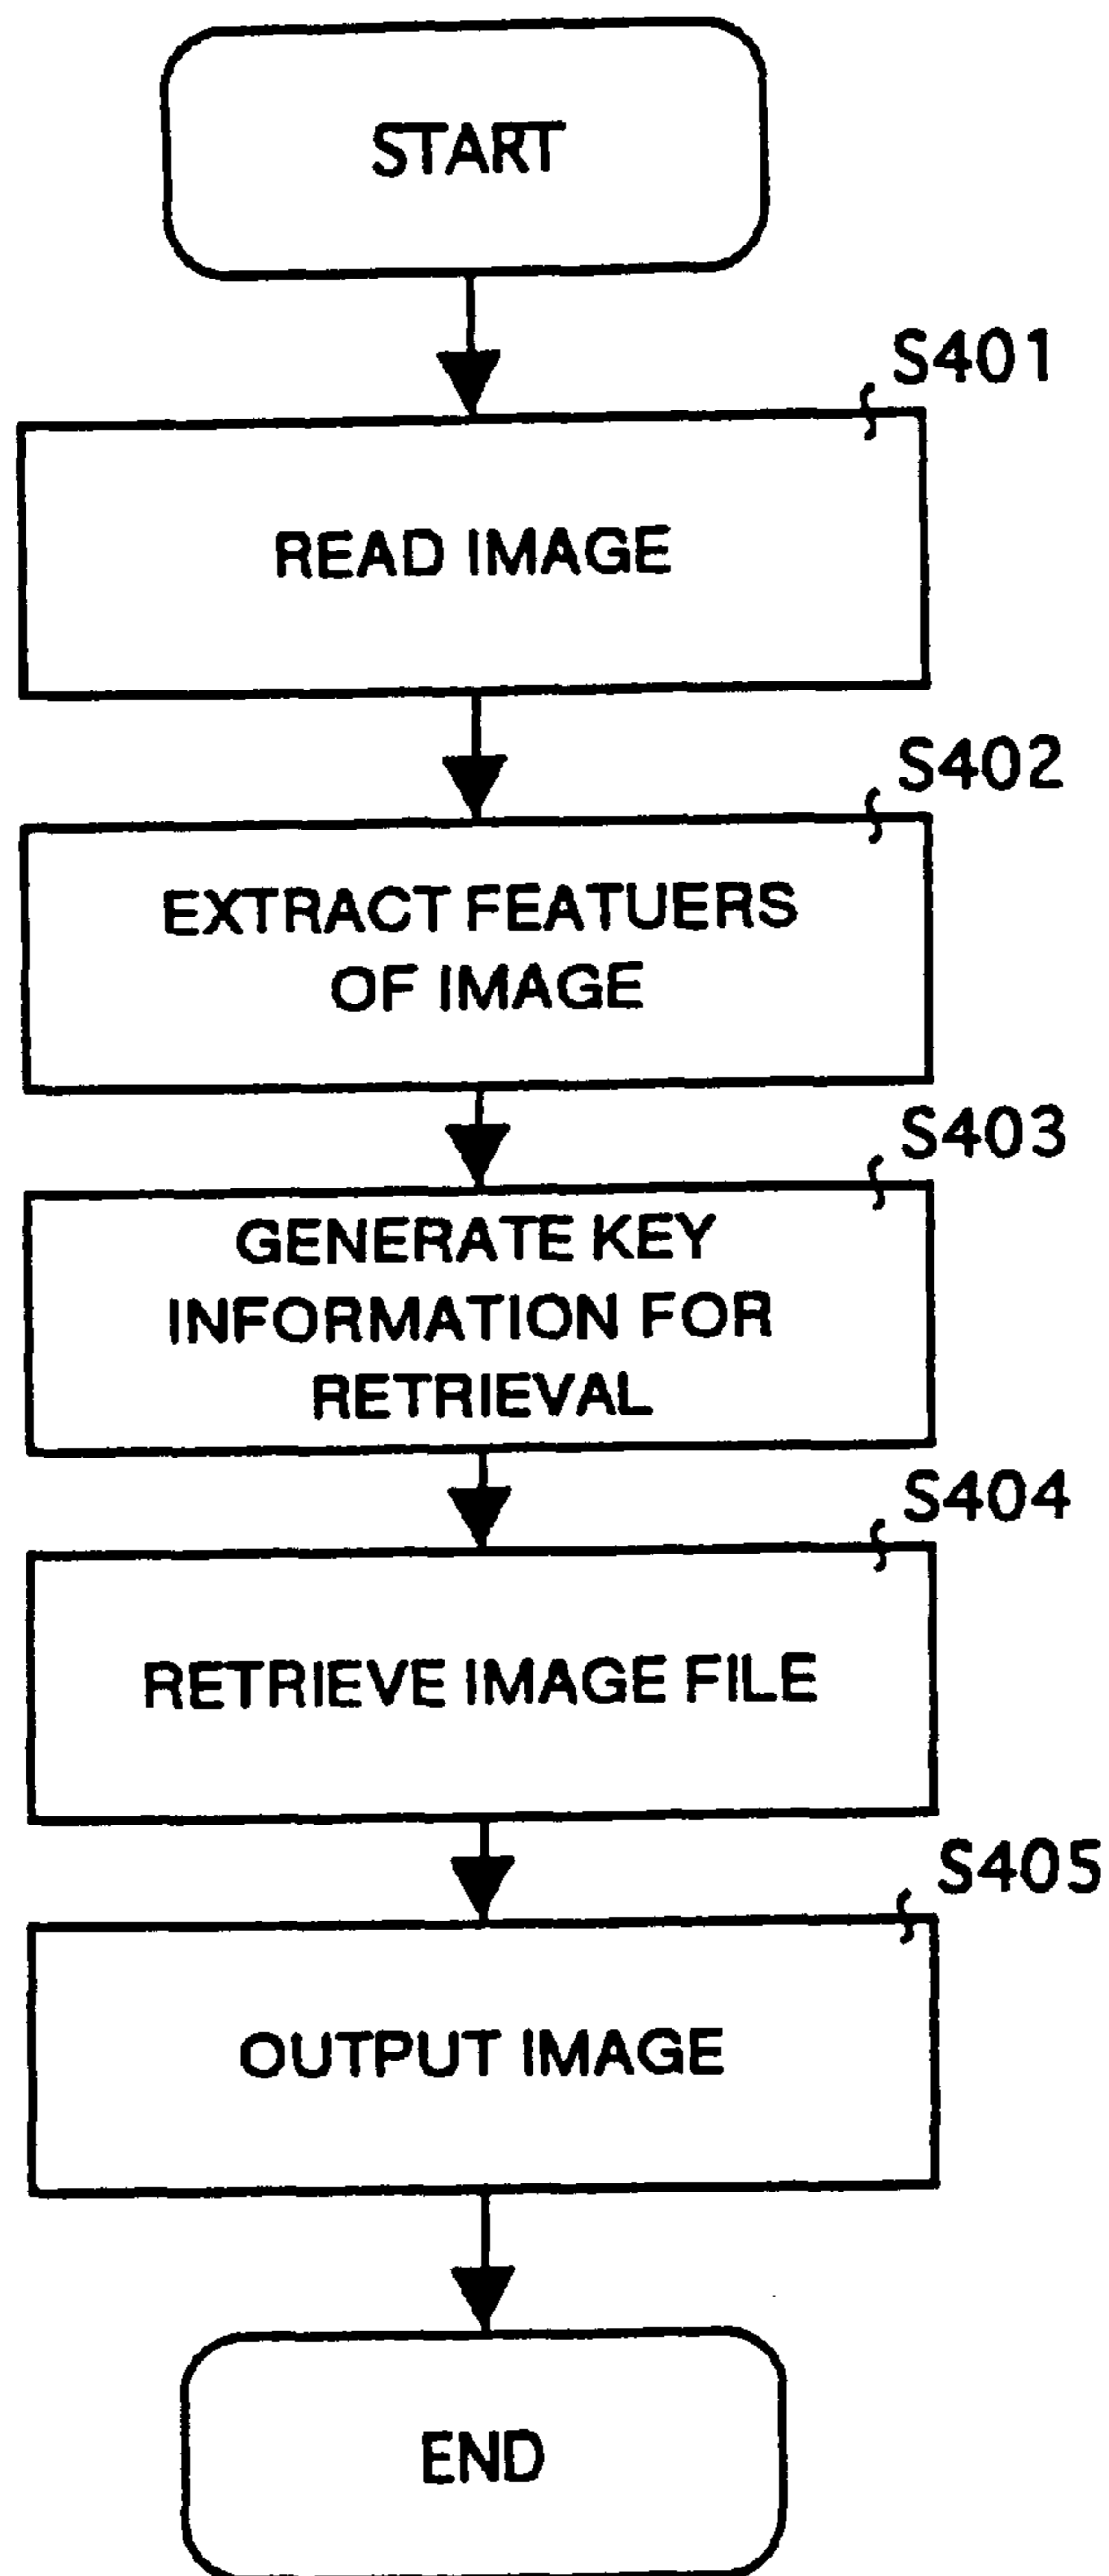 START
S401
READ IMAGE
S402
EXTRACT FEATUERS
OF IMAGE
S403
GENERATE KEY
INFORMATION FOR
RETRIEVAL
S404
RETRIEVE IMAGE FILE
S405
OUTPUT IMAGE
END